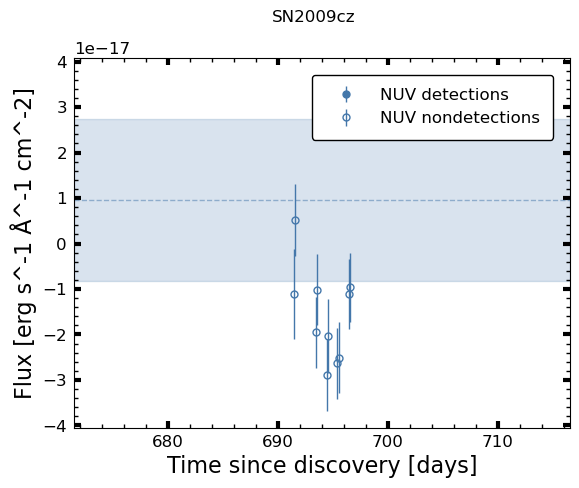 SN2009cz
1e−17
NUV detections
NUV nondetections
4
3
2
1
0
−1
−2
−3
−4
Flux [erg s^-1 Å^-1 cm^-2]
680
690
700
710
Time since discovery [days]